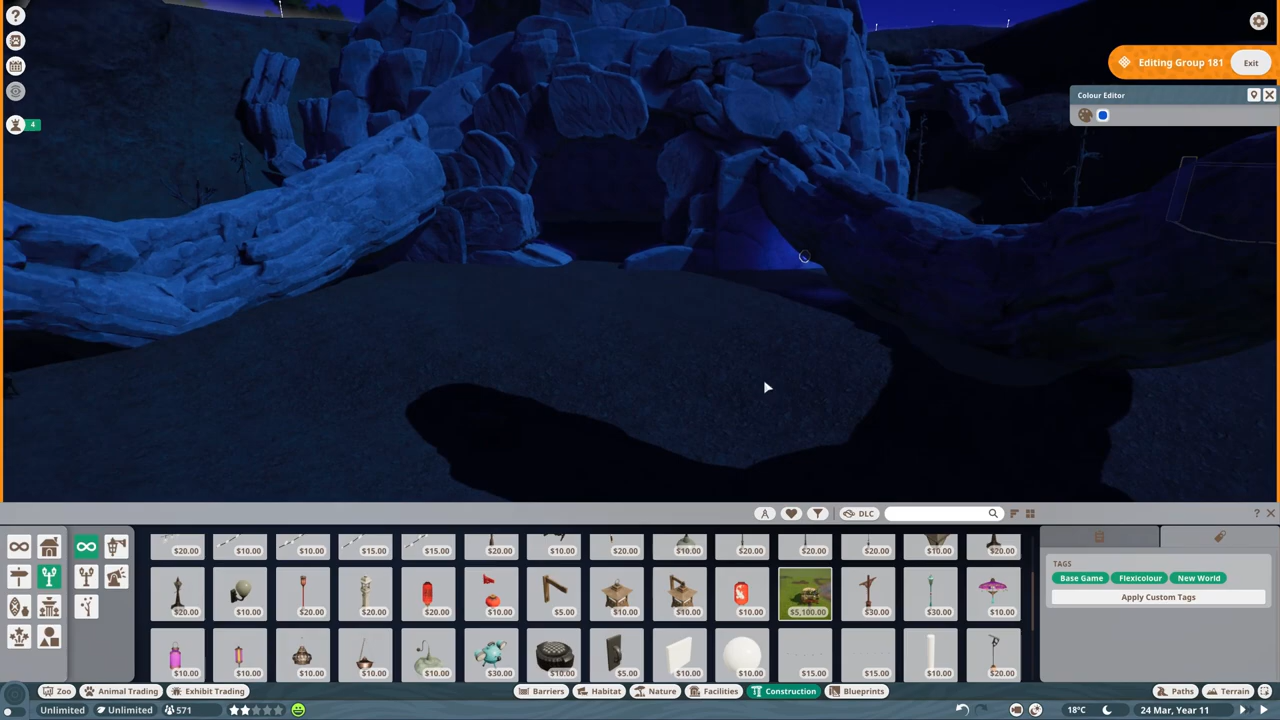 ?
Editing Group 181
Exit
Colour Editor
4
DLC
?
$20.00 $10.00 $10.00 $15.00 $15.00 $20.00 $10.00 $20.00 $10.00 $20.00 $20.00 $20.00 $10.00 $20.00
$20.00 $10.00 $20.00 $20.00 $20.00 $10.00 $5.00 $10.00 $10.00 $10.00 $5,100.00 $30.00 $30.00 $10.00
$10.00 $10.00 $10.00 $10.00 $10.00 $30.00 $10.00 $5.00 $10.00 $10.00 $15.00 $15.00 $10.00 $20.00
TAGS
Base Game Flexicolour New World
Apply Custom Tags
Zoo Animal Trading Exhibit Trading Barriers Habitat Nature Facilities Construction Blueprints Paths Terrain
Unlimited Unlimited 571 18°C 24 Mar, Year 11